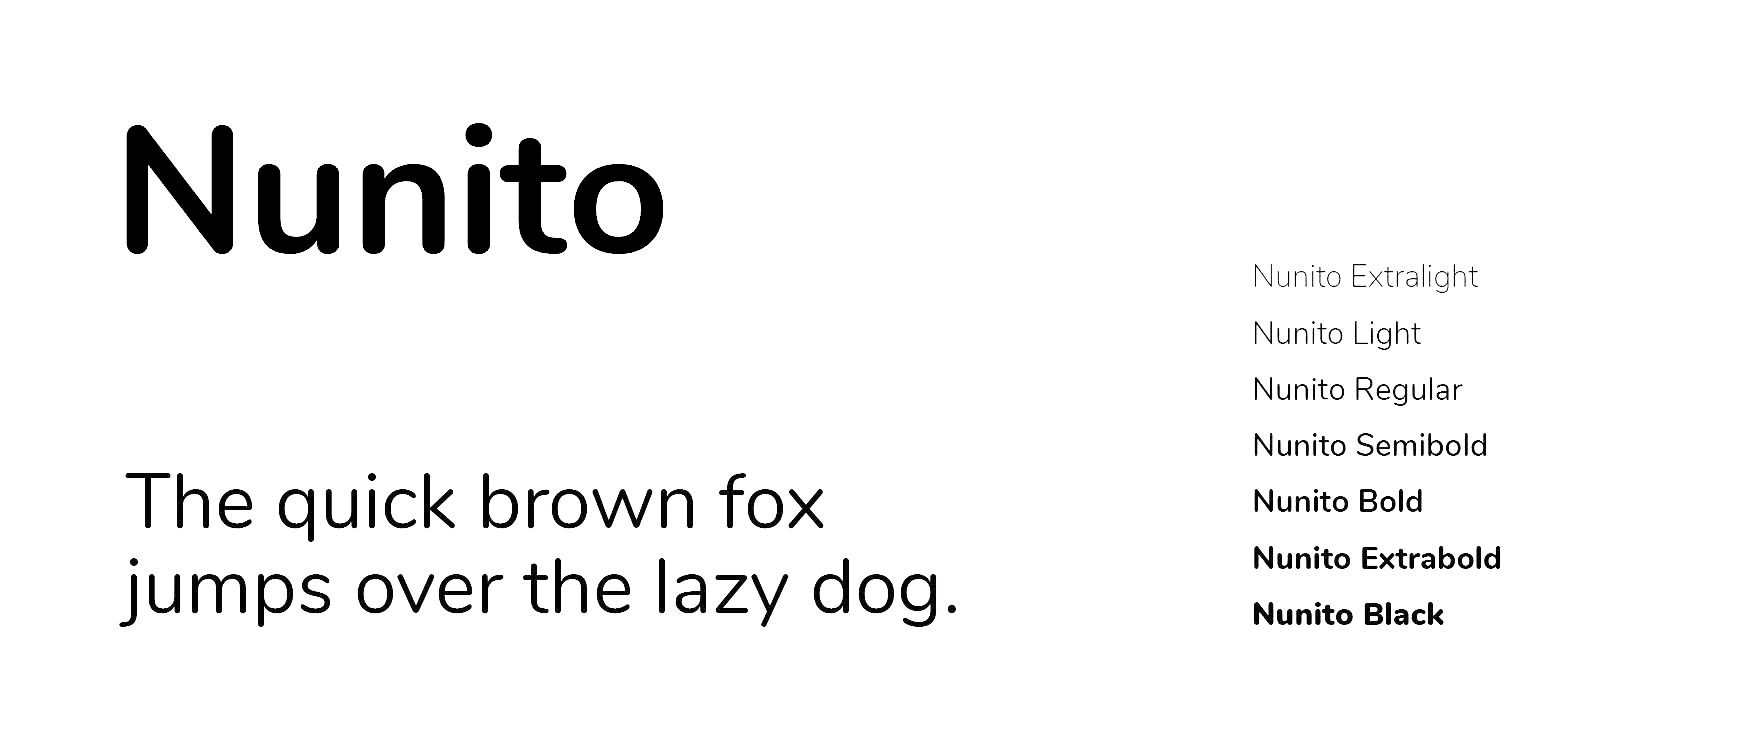 Nunito
The quick brown fox
jumps over the lazy dog.
Nunito Extralight
Nunito Light
Nunito Regular
Nunito Semibold
Nunito Bold
Nunito Extrabold
Nunito Black